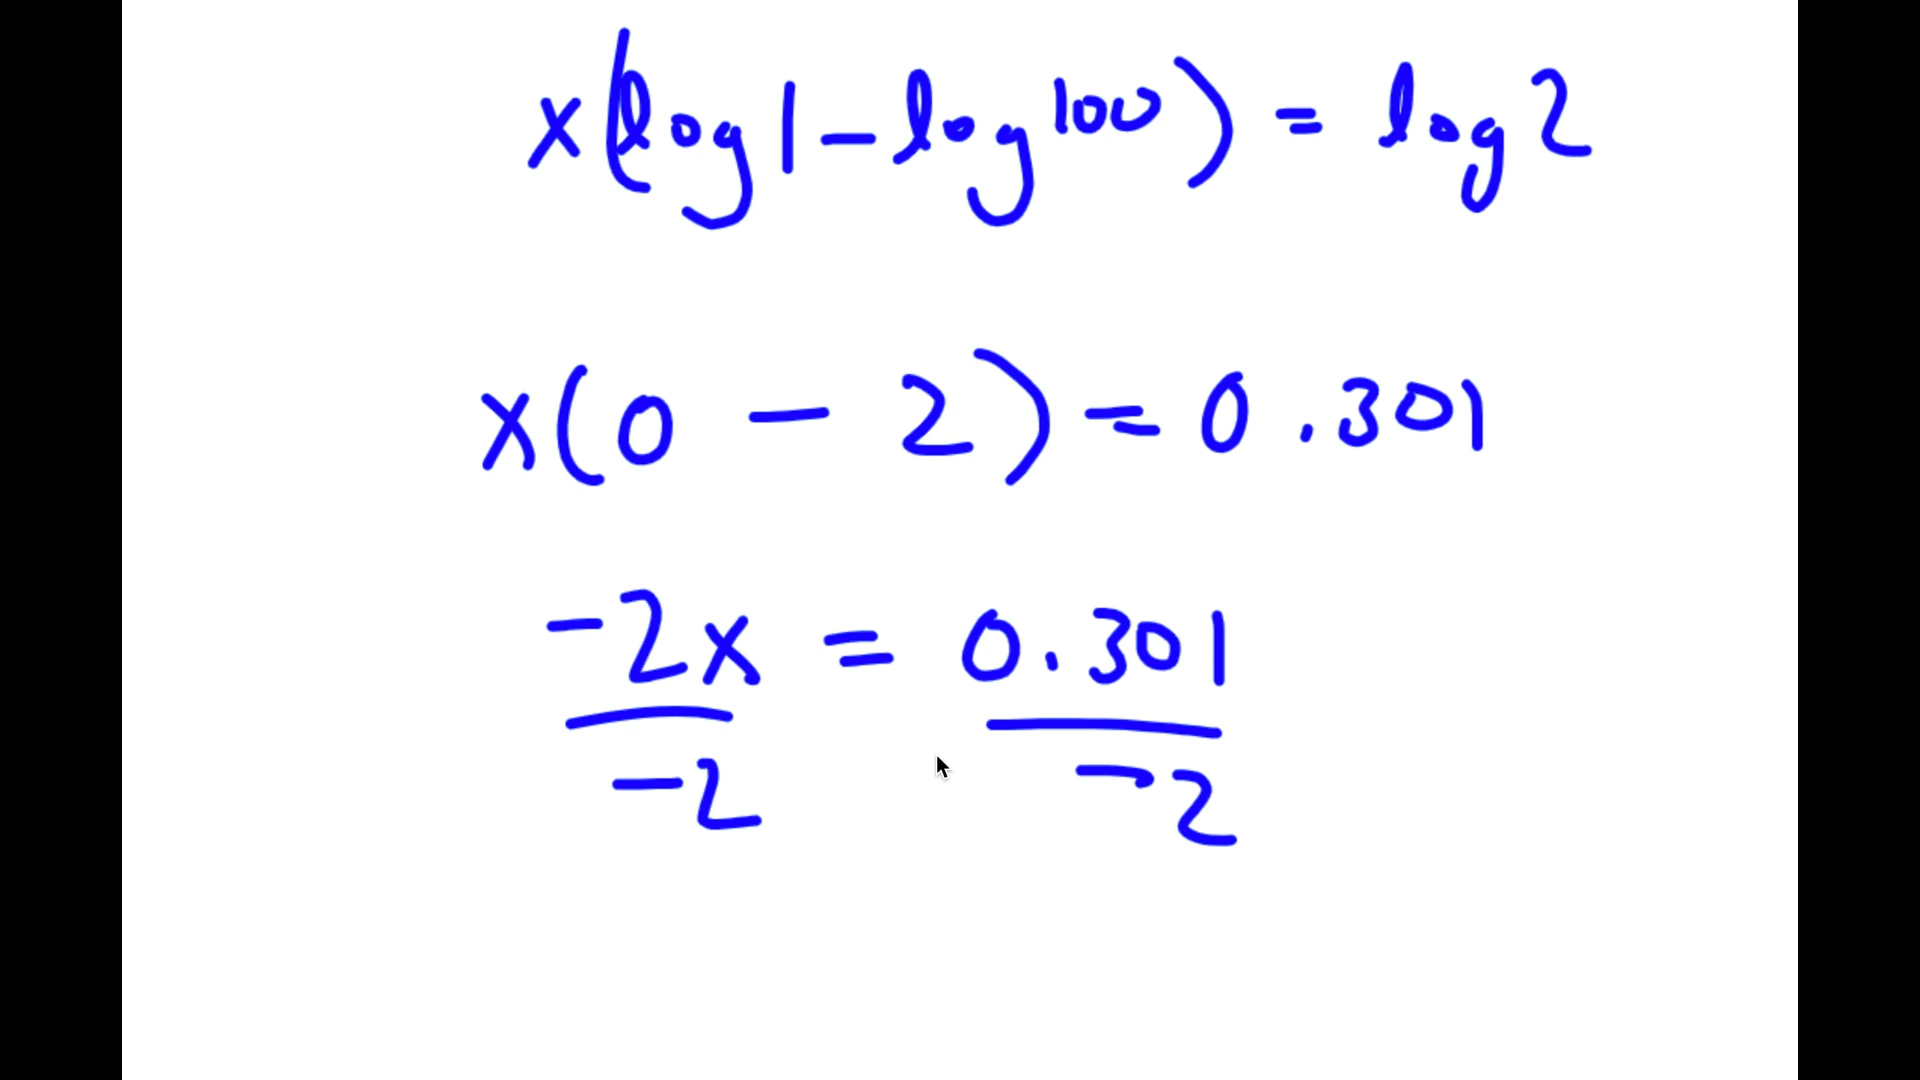 x(log 1 - log 100) = log 2
x(0 - 2) = 0.301
-2x = 0.301
-2 -2